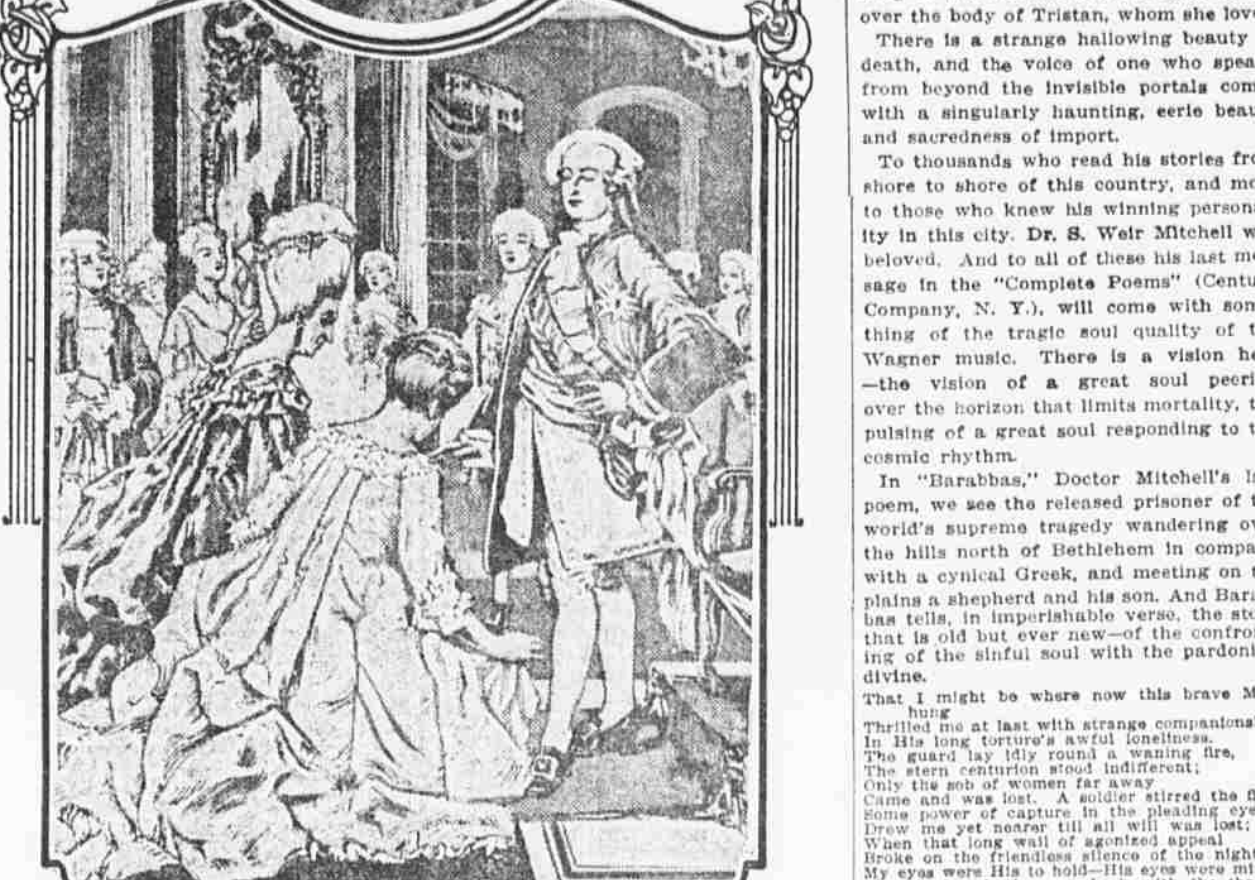 over the body of Tristan, whom she lov
There is a strange hallowing beauty
death, and the voice of one who spea
from beyond the invisible portals com
with a singularly haunting, eerie beau
and sacredness of import.
To thousands who read his stories fro
shore to shore of this country, and mo
to those who knew his winning person
ity in this city, Dr. S. Weir Mitchell w
beloved. And to all of these his last me
sage in the "Complete Poems" (Centu
Company, N. Y.), will come with som
thing of the tragic soul quality of t
Wagner music. There is a vision he
—the vision of a great soul peeri
over the horizon that limits mortality, t
pulsing of a great soul responding to t
cosmic rhythm.
In "Barabbas," Doctor Mitchell's l
poem, we see the released prisoner of t
world's supreme tragedy wandering ov
the hills north of Bethlehem in compa
with a cynical Greek, and meeting on t
plains a shepherd and his son. And Bara
bas tells, in imperishable verse, the sto
that is old but ever new—of the confron
ing of the sinful soul with the pardoni
divine.
That I might be where now this brave M
hung
Thrilled me at last with strange companions
In His long torture's awful loneliness.
The guard lay idly round a waning fire,
The stern centurion stood indifferent;
Only the sob of women far away
Came and was lost. A soldier stirred the fi
Some power of capture in the pleading eye
Drew me yet nearer till all will was lost;
When that long wail of agonized appeal
Broke on the friendless silence of the night
My eyes were His to hold—His eyes were mi